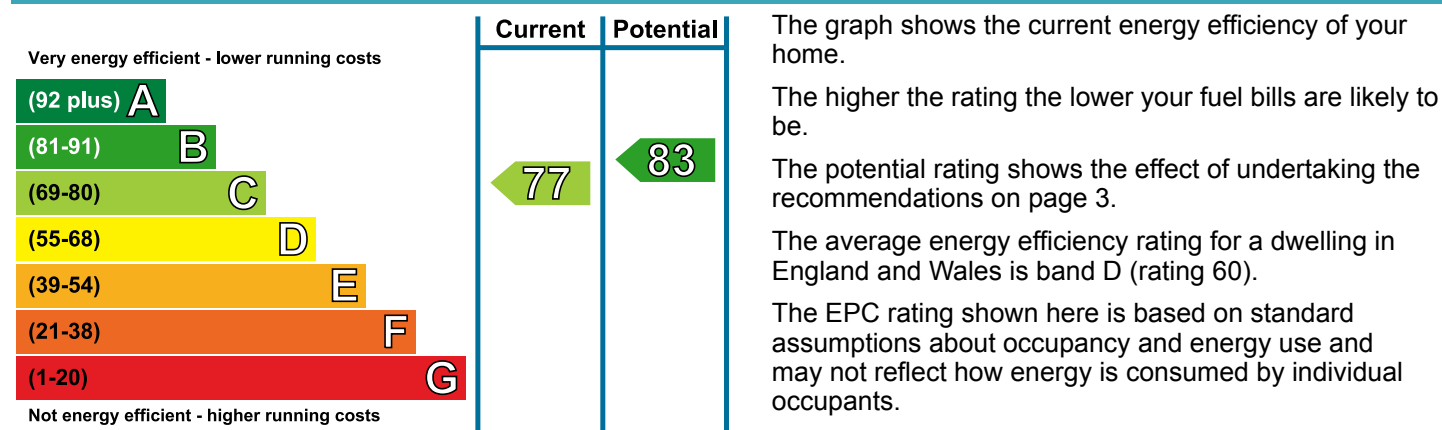 Current Potential
Very energy efficient - lower running costs
(92 plus) A
(81-91) B
(69-80) C
(55-68) D
(39-54) E
(21-38) F
(1-20) G
Not energy efficient - higher running costs
77
83
The graph shows the current energy efficiency of your
home.
The higher the rating the lower your fuel bills are likely to
be.
The potential rating shows the effect of undertaking the
recommendations on page 3.
The average energy efficiency rating for a dwelling in
England and Wales is band D (rating 60).
The EPC rating shown here is based on standard
assumptions about occupancy and energy use and
may not reflect how energy is consumed by individual
occupants.